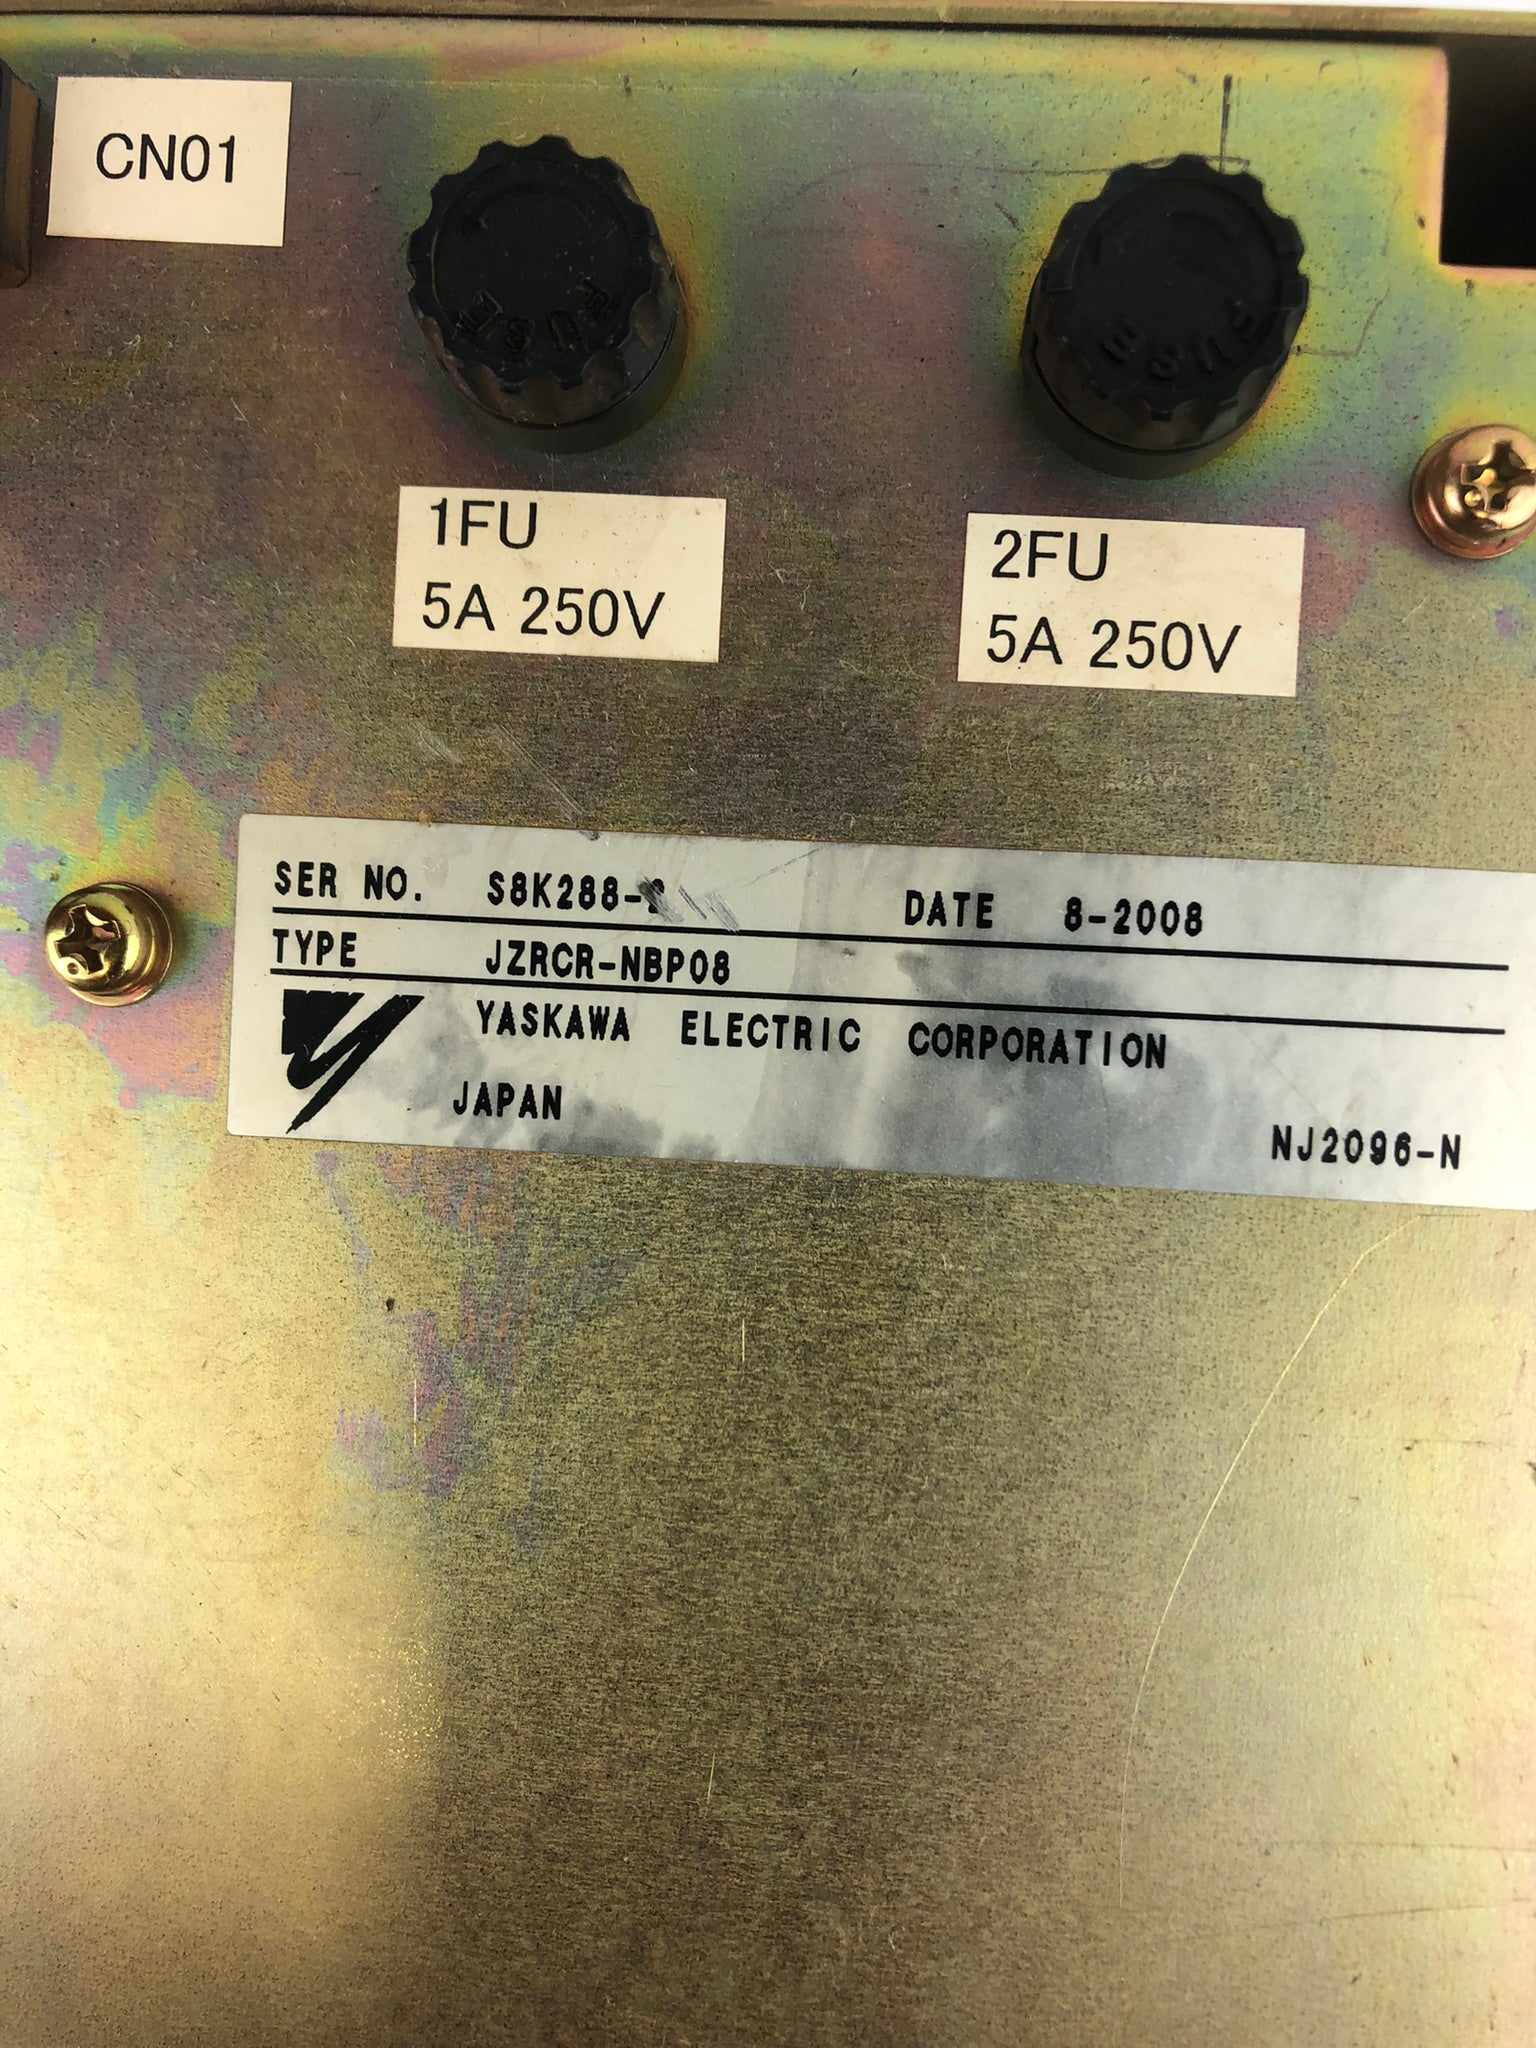 CN01
FUSE
FUSE
1FU
5A 250V
2FU
5A 250V
SER NO. S8K288- DATE 8-2008
TYPE JZRCR-NBP08
YASKAWA ELECTRIC CORPORATION
JAPAN
NJ2096-N